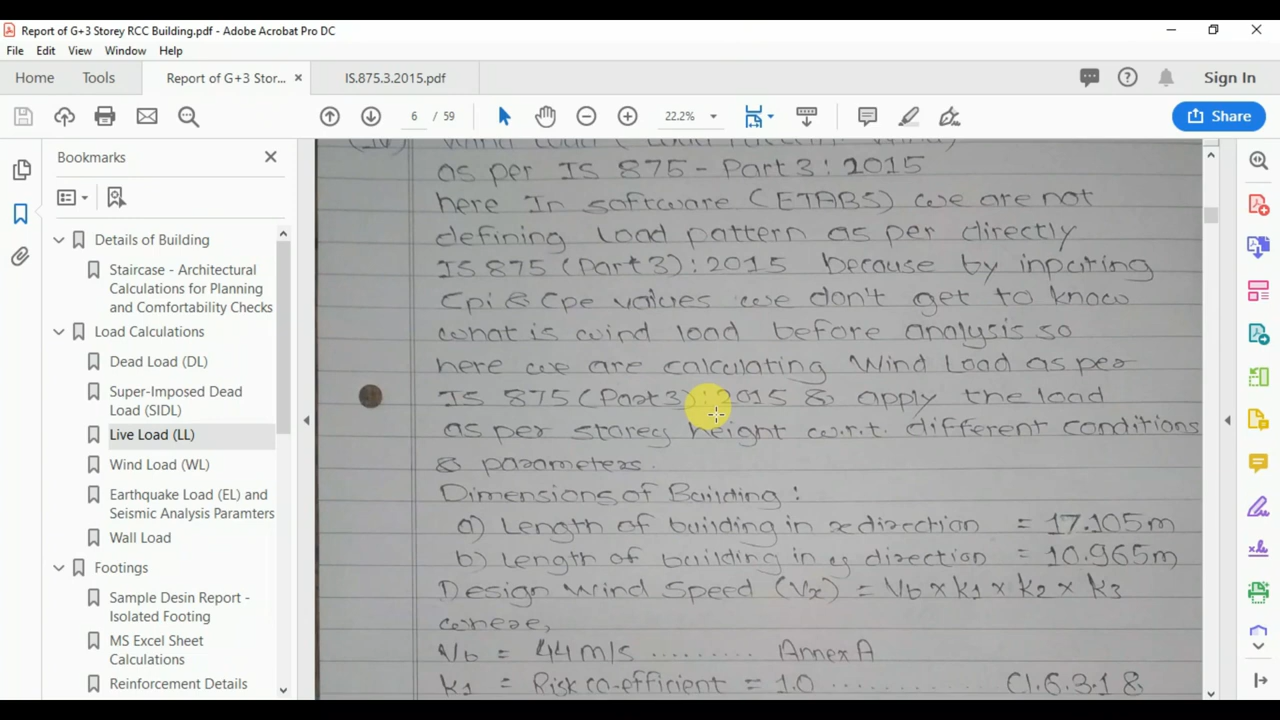 Report of G+3 Storey RCC Building.pdf - Adobe Acrobat Pro DC
File Edit View Window Help
Home Tools Report of G+3 Stor... × IS.875.3.2015.pdf Sign In
6 / 59 22.2% Share
Bookmarks
Details of Building
Staircase - Architectural
Calculations for Planning
and Comfortability Checks
Load Calculations
Dead Load (DL)
Super-Imposed Dead
Load (SIDL)
Live Load (LL)
Wind Load (WL)
Earthquake Load (EL) and
Seismic Analysis Paramters
Wall Load
Footings
Sample Desin Report -
Isolated Footing
MS Excel Sheet
Calculations
Reinforcement Details
as per IS 875 - Part 3 : 2015
here In software (ETABS) we are not
defining Load pattern as per directly
IS 875 (Part 3) : 2015 because by inputing
Cpi & Cpe values we don't get to know
what is wind load before analysis so
here we are calculating Wind Load as per
IS 875 (Part 3) : 2015 & apply the load
as per storey height w.r.t. different conditions
& parameters.
Dimensions of Building :
a) Length of building in x direction = 17.105m
b) Length of building in y direction = 10.965m
Design Wind Speed (Vx) = Vb x k1 x k2 x k3
where,
Vb = 44 m/s ......... Annex A
k1 = Risk co-efficient = 1.0 ............ Cl. 6.3.1 &